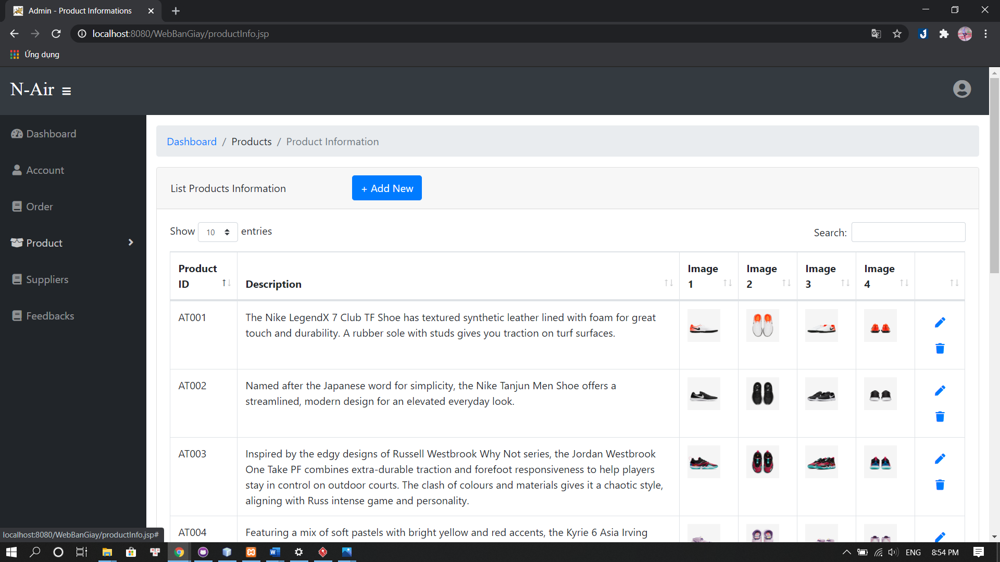 Admin - Product Informations
localhost:8080/WebBanGiay/productInfo.jsp
Ứng dụng
N-Air
Dashboard
Account
Order
Product
Suppliers
Feedbacks
Dashboard / Products / Product Information
List Products Information
+ Add New
Show 10 entries
Search:
Product ID
Description
Image 1
Image 2
Image 3
Image 4
AT001
The Nike LegendX 7 Club TF Shoe has textured synthetic leather lined with foam for great
touch and durability. A rubber sole with studs gives you traction on turf surfaces.
AT002
Named after the Japanese word for simplicity, the Nike Tanjun Men Shoe offers a
streamlined, modern design for an elevated everyday look.
AT003
Inspired by the edgy designs of Russell Westbrook Why Not series, the Jordan Westbrook
One Take PF combines extra-durable traction and forefoot responsiveness to help players
stay in control on outdoor courts. The clash of colours and materials gives it a chaotic style,
aligning with Russ intense game and personality.
AT004
Featuring a mix of soft pastels with bright yellow and red accents, the Kyrie 6 Asia Irving
localhost:8080/WebBanGiay/productInfo.jsp#
ENG
8:54 PM